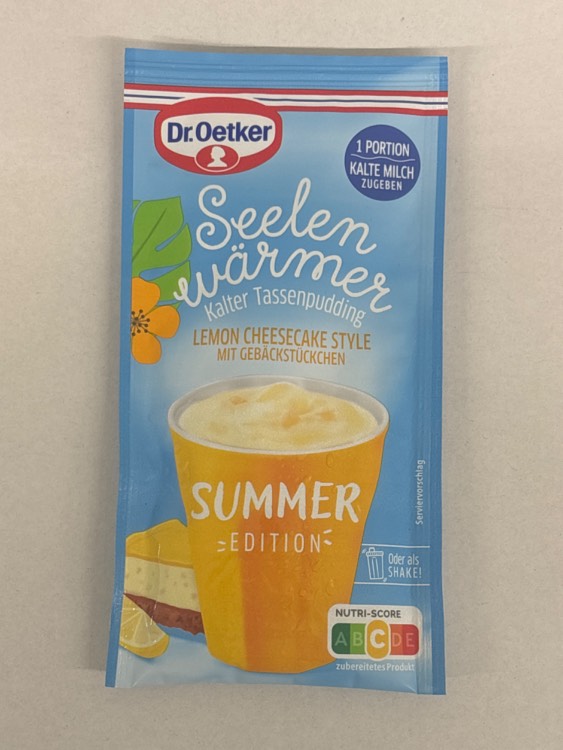 Dr. Oetker
1 PORTION
KALTE MILCH
ZUGEBEN
Seelen
wärmer
Kalter Tassenpudding
LEMON CHEESECAKE STYLE
MIT GEBÄCKSTÜCKCHEN
SUMMER
EDITION
Serviervorschlag
Oder als
SHAKE!
NUTRI-SCORE
A B C D E
zubereitetes Produkt